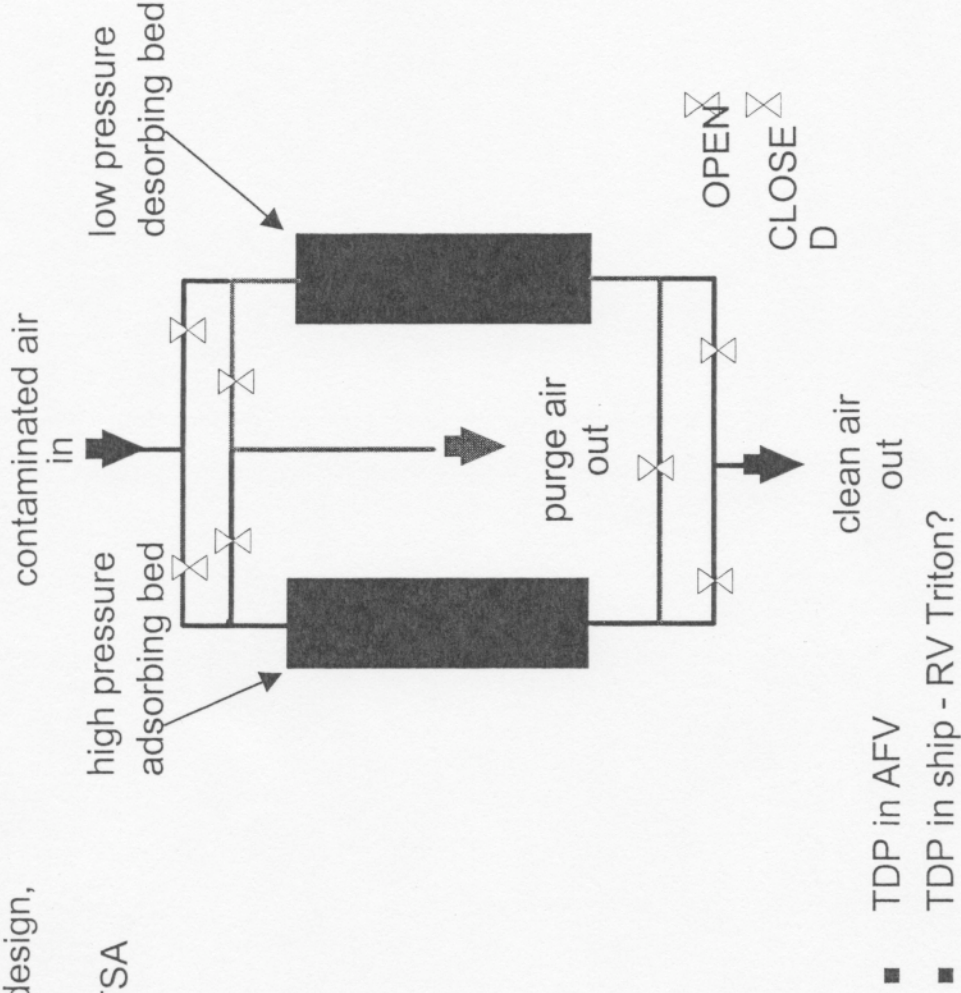 design,
TSA
contaminated air
in
high pressure
adsorbing bed
low pressure
desorbing bed
purge air
out
OPEN
CLOSE
D
clean air
out
■ TDP in AFV
■ TDP in ship - RV Triton?